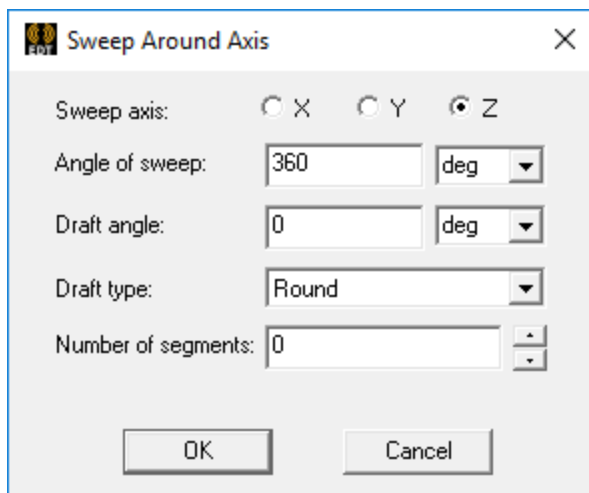 EDT Sweep Around Axis
Sweep axis: X Y Z
Angle of sweep: 360 deg
Draft angle: 0 deg
Draft type: Round
Number of segments: 0
OK Cancel